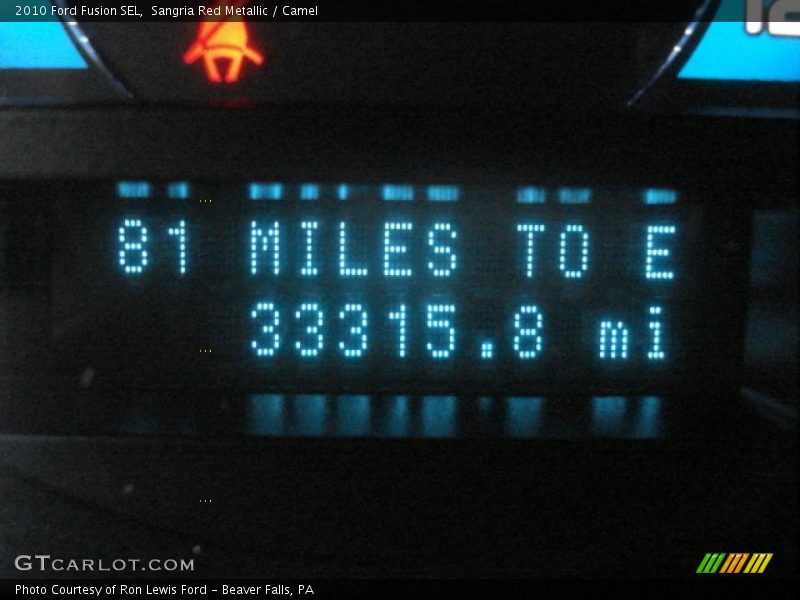 2010 Ford Fusion SEL, Sangria Red Metallic / Camel
81 MILES TO E
33315.8 mi
GTCARLOT.COM
Photo Courtesy of Ron Lewis Ford - Beaver Falls, PA